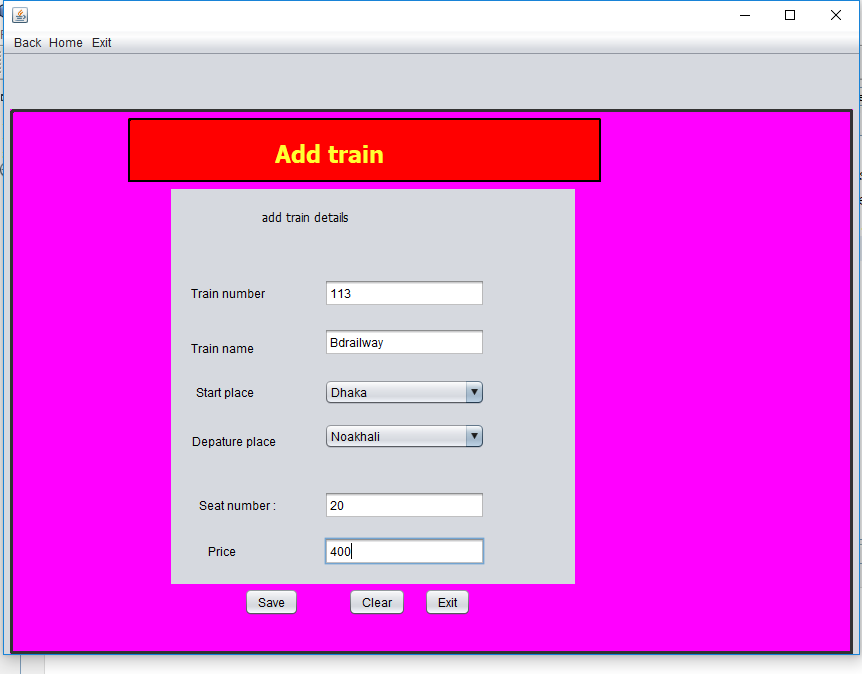 Back Home Exit
Add train
add train details
Train number 113
Train name Bdrailway
Start place Dhaka
Depature place Noakhali
Seat number : 20
Price 400
Save Clear Exit